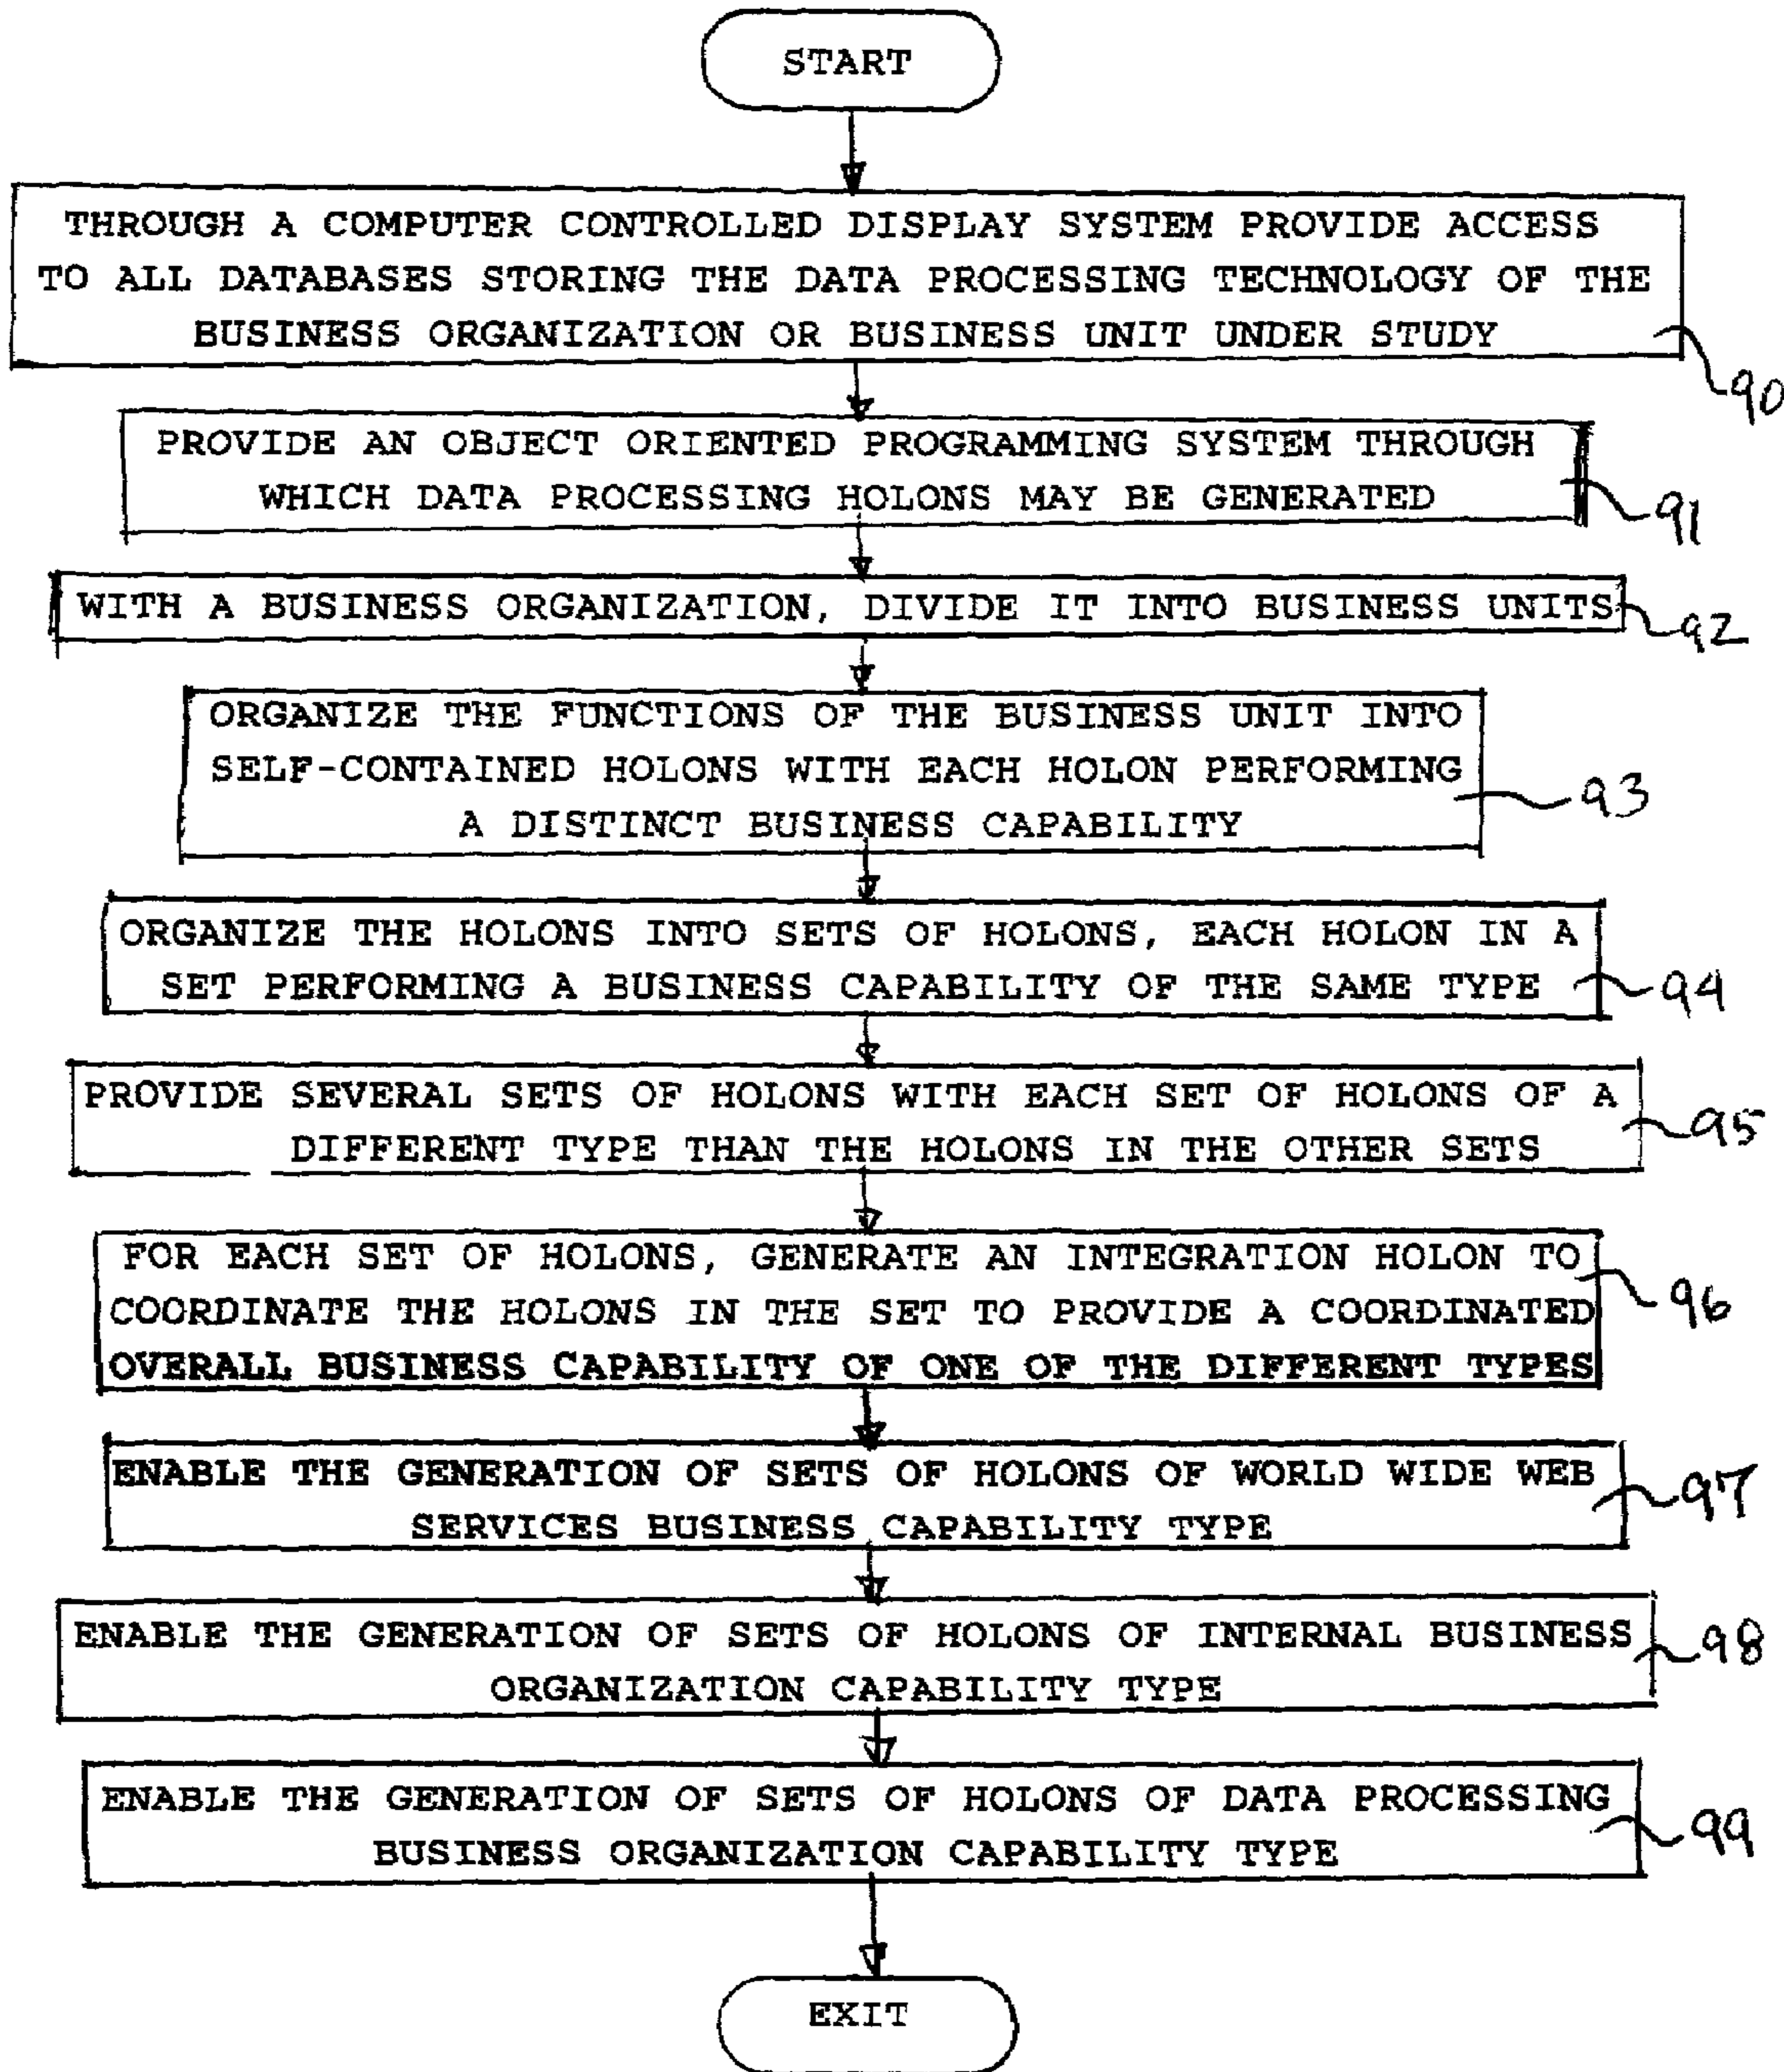 START
THROUGH A COMPUTER CONTROLLED DISPLAY SYSTEM PROVIDE ACCESS
TO ALL DATABASES STORING THE DATA PROCESSING TECHNOLOGY OF THE
BUSINESS ORGANIZATION OR BUSINESS UNIT UNDER STUDY
90
PROVIDE AN OBJECT ORIENTED PROGRAMMING SYSTEM THROUGH
WHICH DATA PROCESSING HOLONS MAY BE GENERATED
91
WITH A BUSINESS ORGANIZATION, DIVIDE IT INTO BUSINESS UNITS
92
ORGANIZE THE FUNCTIONS OF THE BUSINESS UNIT INTO
SELF-CONTAINED HOLONS WITH EACH HOLON PERFORMING
A DISTINCT BUSINESS CAPABILITY
93
ORGANIZE THE HOLONS INTO SETS OF HOLONS, EACH HOLON IN A
SET PERFORMING A BUSINESS CAPABILITY OF THE SAME TYPE
94
PROVIDE SEVERAL SETS OF HOLONS WITH EACH SET OF HOLONS OF A
DIFFERENT TYPE THAN THE HOLONS IN THE OTHER SETS
95
FOR EACH SET OF HOLONS, GENERATE AN INTEGRATION HOLON TO
COORDINATE THE HOLONS IN THE SET TO PROVIDE A COORDINATED
OVERALL BUSINESS CAPABILITY OF ONE OF THE DIFFERENT TYPES
96
ENABLE THE GENERATION OF SETS OF HOLONS OF WORLD WIDE WEB
SERVICES BUSINESS CAPABILITY TYPE
97
ENABLE THE GENERATION OF SETS OF HOLONS OF INTERNAL BUSINESS
ORGANIZATION CAPABILITY TYPE
98
ENABLE THE GENERATION OF SETS OF HOLONS OF DATA PROCESSING
BUSINESS ORGANIZATION CAPABILITY TYPE
99
EXIT